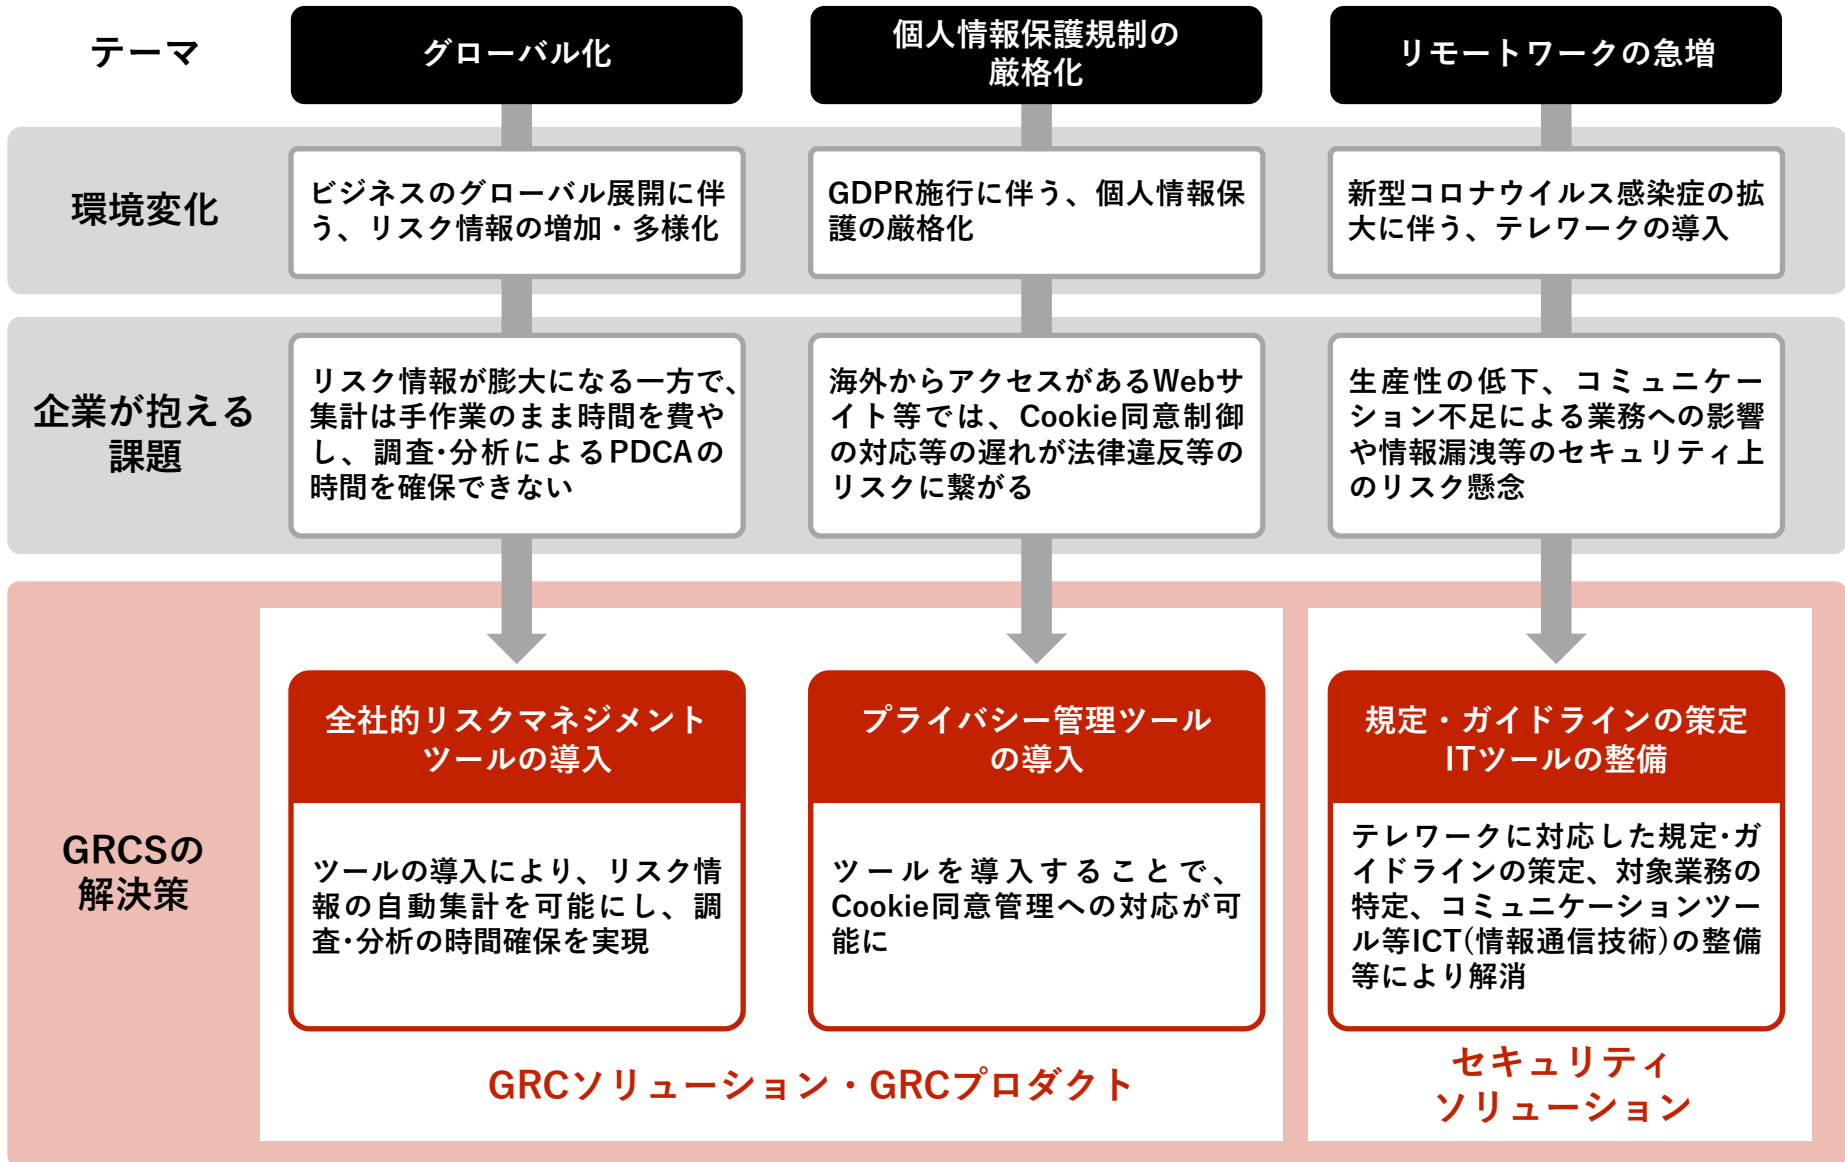 テーマ
グローバル化
個人情報保護規制の
厳格化
リモートワークの急増
環境変化
ビジネスのグローバル展開に伴
う、リスク情報の増加・多様化
GDPR施行に伴う、個人情報保
護の厳格化
新型コロナウイルス感染症の拡
大に伴う、テレワークの導入
企業が抱える
課題
リスク情報が膨大になる一方で、
集計は手作業のまま時間を費や
し、調査・分析によるPDCAの
時間を確保できない
海外からアクセスがあるWebサ
イト等では、Cookie同意制御
の対応等の遅れが法律違反等の
リスクに繋がる
生産性の低下、コミュニケー
ション不足による業務への影響
や情報漏洩等のセキュリティ上
のリスク懸念
GRCSの
解決策
全社的リスクマネジメント
ツールの導入
ツールの導入により、リスク情
報の自動集計を可能にし、調
査・分析の時間確保を実現
プライバシー管理ツール
の導入
ツールを導入することで、
Cookie同意管理への対応が可
能に
規定・ガイドラインの策定
ITツールの整備
テレワークに対応した規定・ガ
イドラインの策定、対象業務の
特定、コミュニケーションツー
ル等ICT(情報通信技術)の整備
等により解消
GRCソリューション・GRCプロダクト
セキュリティ
ソリューション